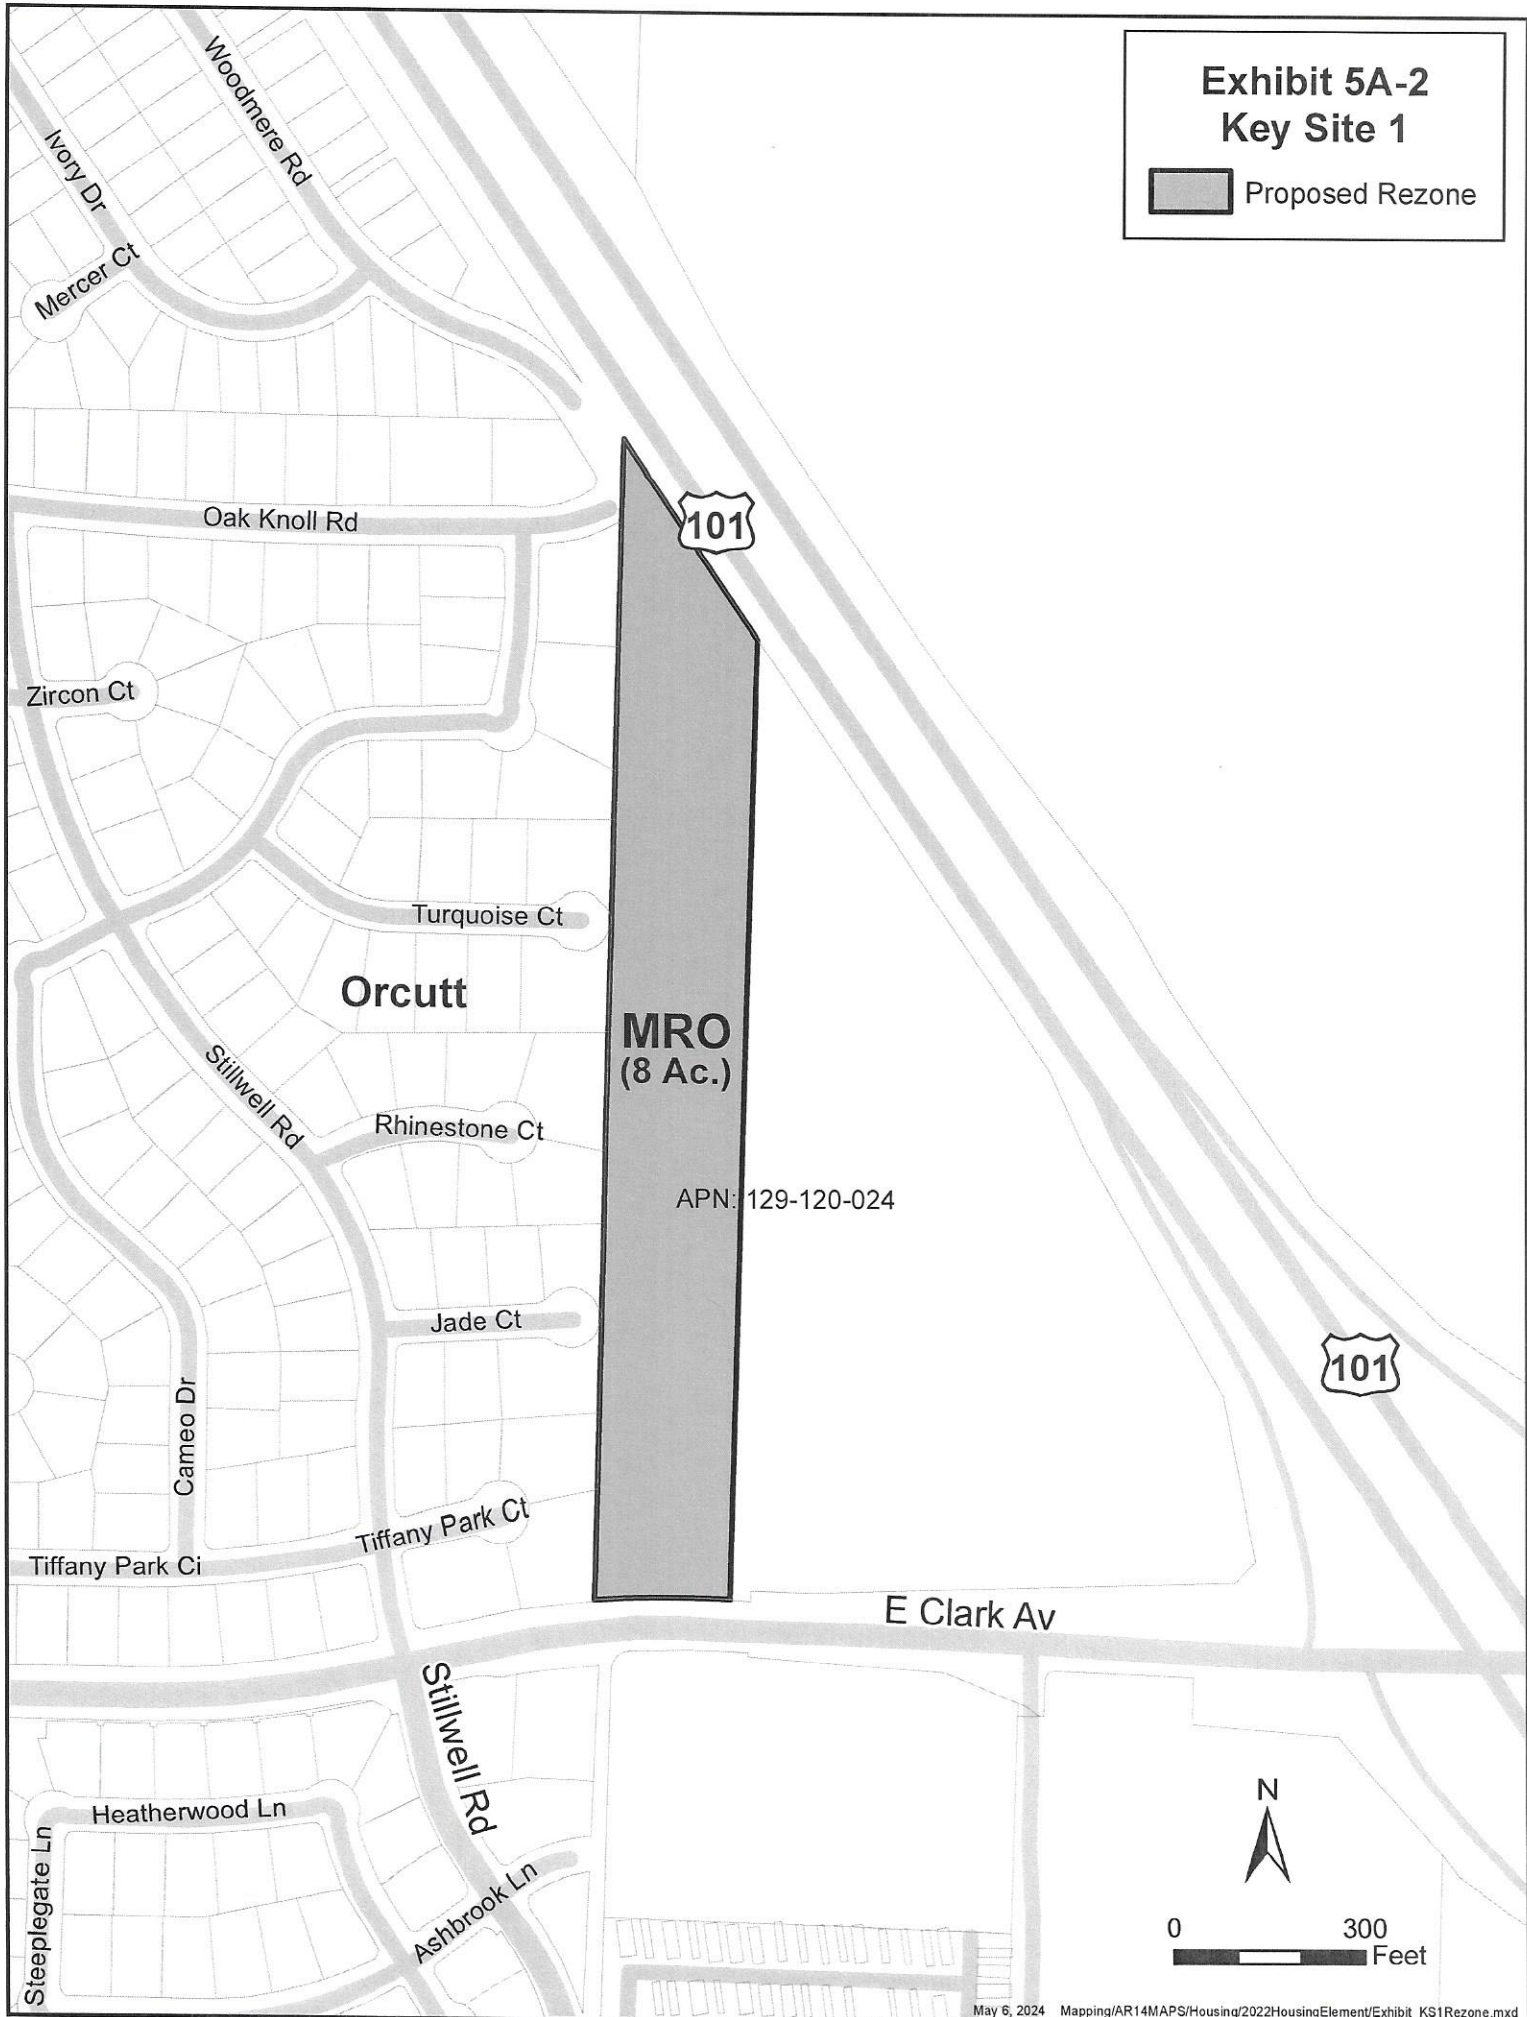 Exhibit 5A-2
Key Site 1
Proposed Rezone
Woodmere Rd
Ivory Dr
Mercer Ct
Oak Knoll Rd
101
Zircon Ct
Turquoise Ct
Orcutt
MRO
(8 Ac.)
Stillwell Rd
Rhinestone Ct
APN: 129-120-024
Jade Ct
101
Cameo Dr
Tiffany Park Ct
Tiffany Park Ci
E Clark Av
Stillwell Rd
Heatherwood Ln
Steeplegate Ln
Ashbrook Ln
N
0 300
Feet
May 6, 2024 Mapping/AR14MAPS/Housing/2022HousingElement/Exhibit_KS1Rezone.mxd